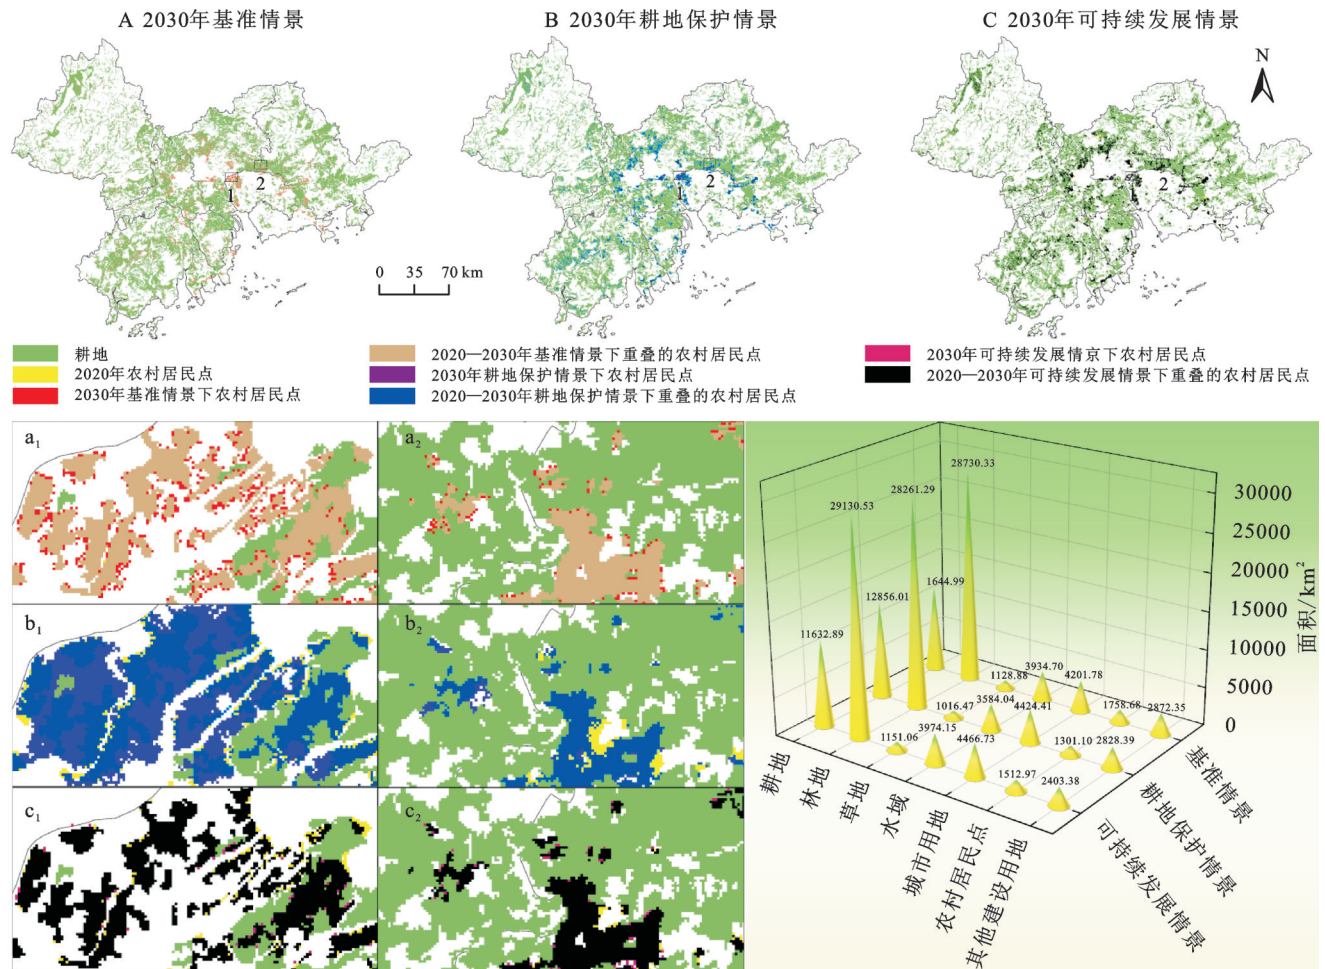 A 2030年基准情景
B 2030年耕地保护情景
C 2030年可持续发展情景
N
1
2
1
2
1
2
0 35 70 km
耕地
2020年农村居民点
2030年基准情景下农村居民点
2020—2030年基准情景下重叠的农村居民点
2030年耕地保护情景下农村居民点
2020—2030年耕地保护情景下重叠的农村居民点
2030年可持续发展情京下农村居民点
2020—2030年可持续发展情景下重叠的农村居民点
a1
a2
b1
b2
c1
c2
28730.33
28261.29
29130.53
1644.99
12856.01
11632.89
1128.88
3934.70
4201.78
1758.68
2872.35
1016.47
3584.04
4424.41
1301.10
2828.39
1151.06
3974.15
4466.73
1512.97
2403.38
30000
25000
20000
15000
10000
5000
0
面积/km²
耕地
林地
草地
水域
城市用地
农村居民点
其他建设用地
基准情景
耕地保护情景
可持续发展情景